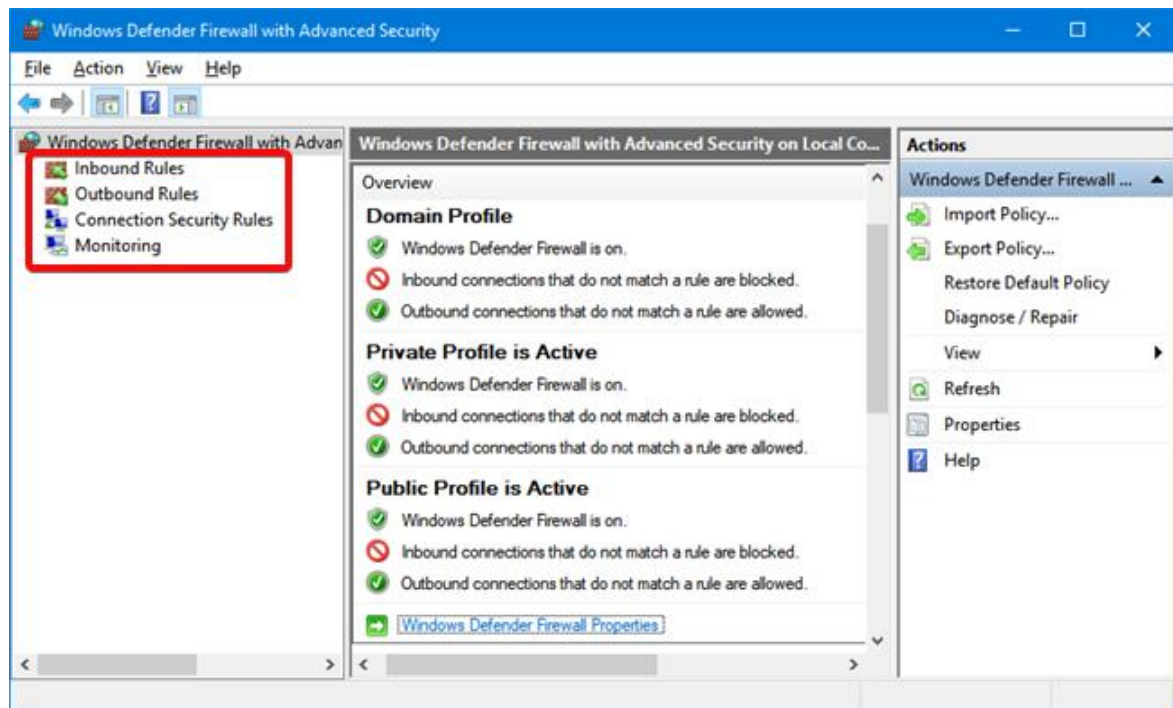 Windows Defender Firewall with Advanced Security
File Action View Help
Windows Defender Firewall with Advan
Inbound Rules
Outbound Rules
Connection Security Rules
Monitoring
Windows Defender Firewall with Advanced Security on Local Co...
Overview
Domain Profile
Windows Defender Firewall is on.
Inbound connections that do not match a rule are blocked.
Outbound connections that do not match a rule are allowed.
Private Profile is Active
Windows Defender Firewall is on.
Inbound connections that do not match a rule are blocked.
Outbound connections that do not match a rule are allowed.
Public Profile is Active
Windows Defender Firewall is on.
Inbound connections that do not match a rule are blocked.
Outbound connections that do not match a rule are allowed.
Windows Defender Firewall Properties
Actions
Windows Defender Firewall ...
Import Policy...
Export Policy...
Restore Default Policy
Diagnose / Repair
View
Refresh
Properties
Help